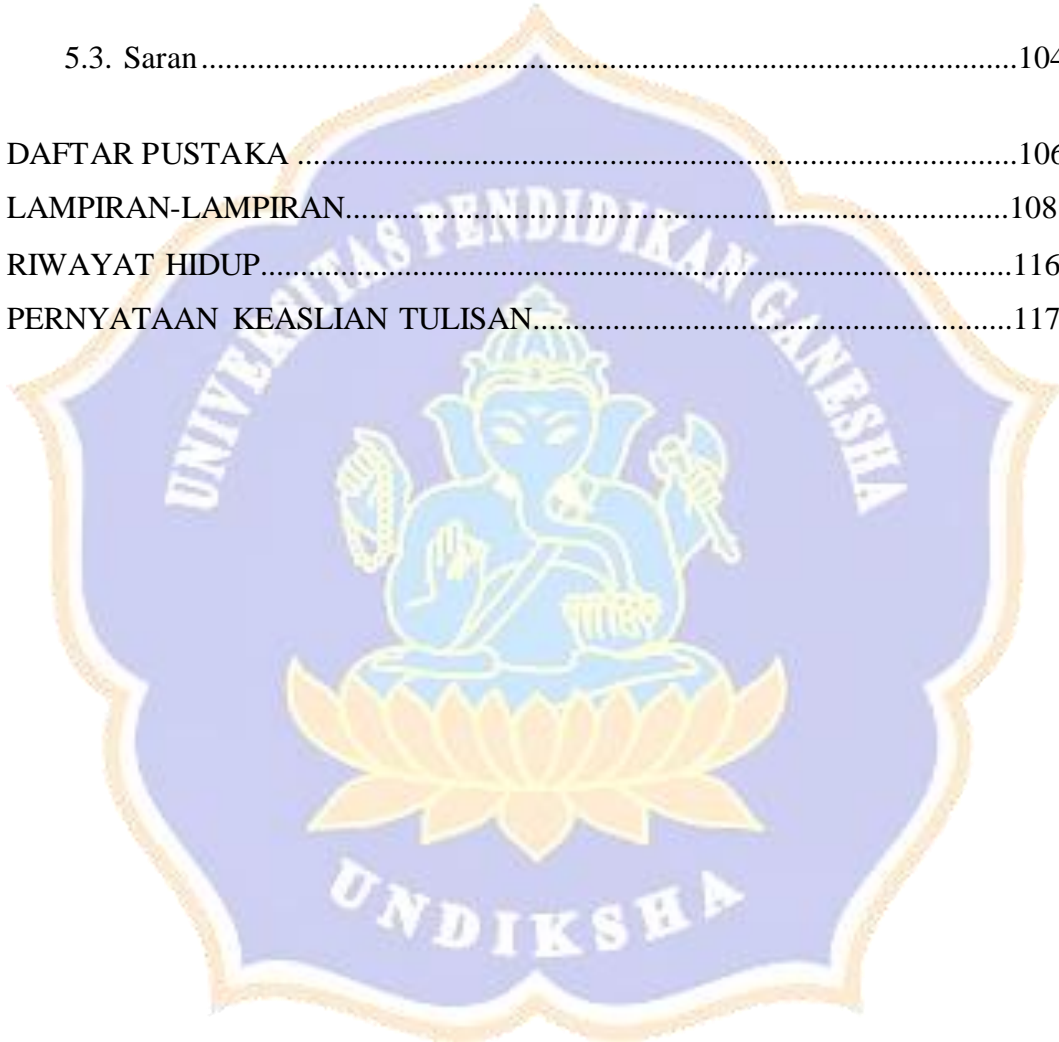 5.3. Saran.....................................................................................................104
DAFTAR PUSTAKA ..........................................................................................106
LAMPIRAN-LAMPIRAN...................................................................................108
RIWAYAT HIDUP..............................................................................................116
PERNYATAAN KEASLIAN TULISAN............................................................117
UNIVERSITAS PENDIDIKAN GANESHA
UNDIKSHA